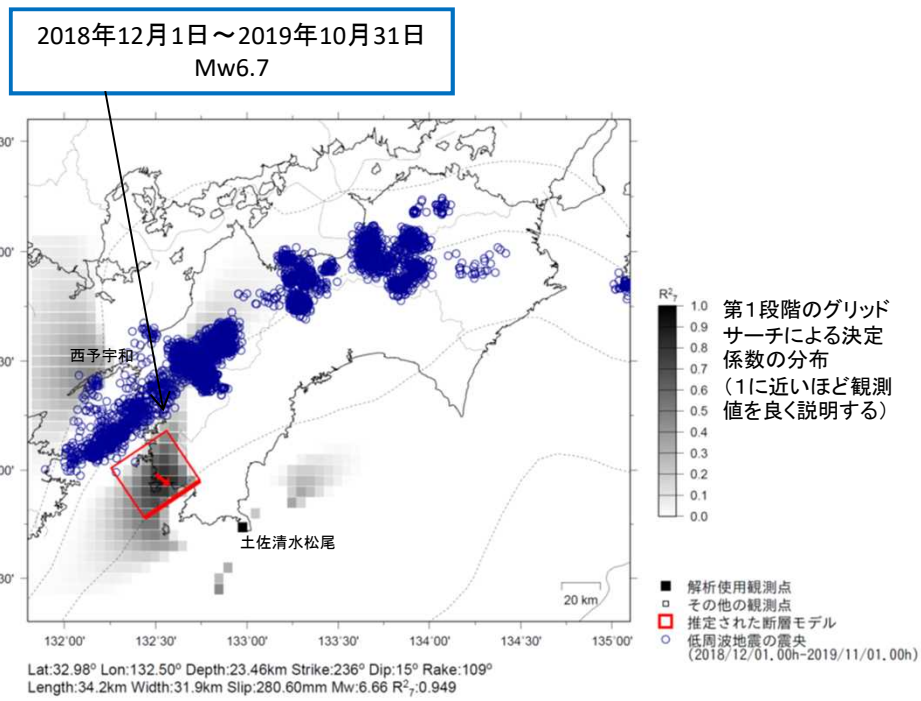 2018年12月1日～2019年10月31日
Mw6.7
30'
00'
30'
00'
30'
西予宇和
土佐清水松尾
20 km
132°00'
132°30'
133°00'
133°30'
134°00'
134°30'
135°00'
R²₇
1.0
0.9
0.8
0.7
0.6
0.5
0.4
0.3
0.2
0.1
0.0
第１段階のグリッド
サーチによる決定
係数の分布
（１に近いほど観測
値を良く説明する）
解析使用観測点
その他の観測点
推定された断層モデル
低周波地震の震央
(2018/12/01.00h-2019/11/01.00h)
Lat:32.98° Lon:132.50° Depth:23.46km Strike:236° Dip:15° Rake:109°
Length:34.2km Width:31.9km Slip:280.60mm Mw:6.66 R²₇:0.949